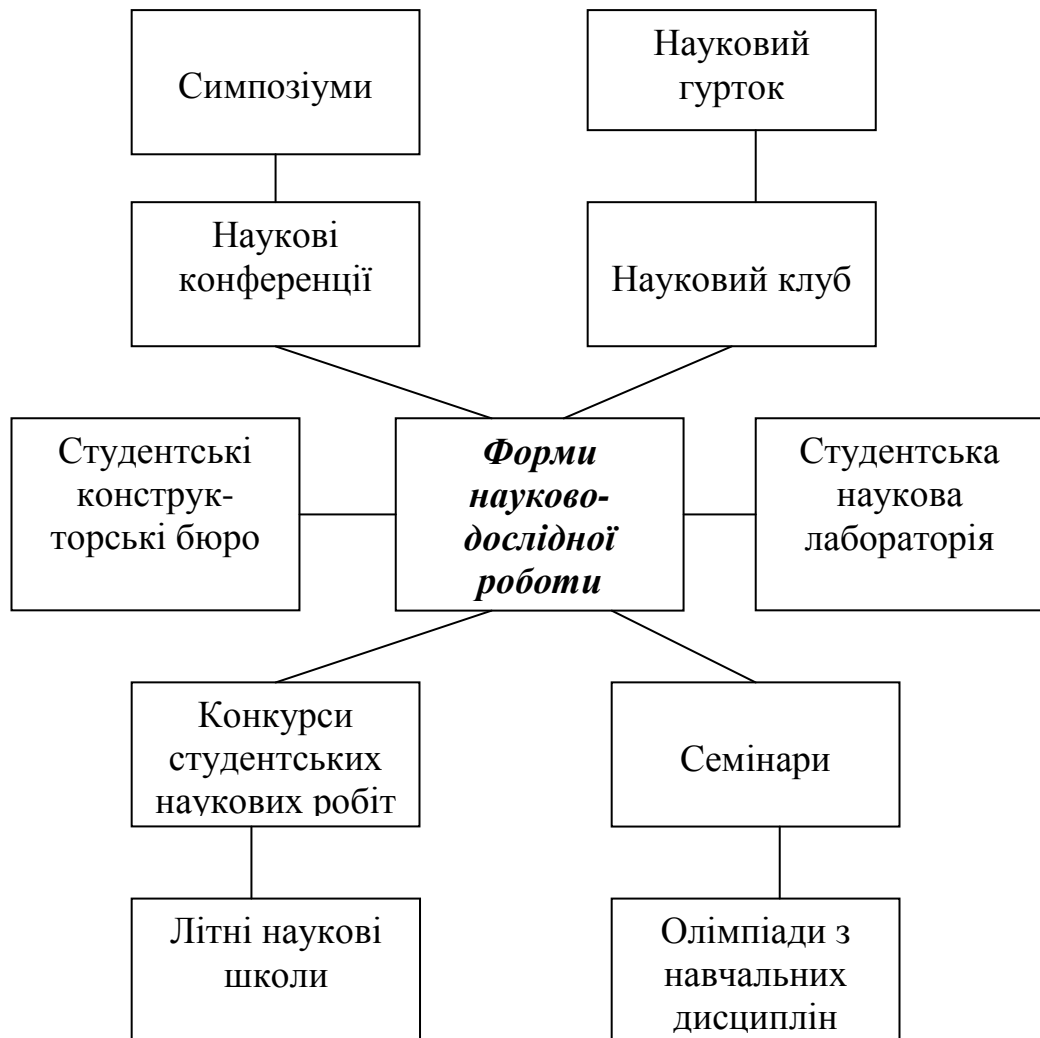 Симпозіуми
Науковий
гурток
Наукові
конференції
Науковий клуб
Студентські
конструк-
торські бюро
Форми
науково-
дослідної
роботи
Студентська
наукова
лабораторія
Конкурси
студентських
наукових робіт
Семінари
Літні наукові
школи
Олімпіади з
навчальних
дисциплін